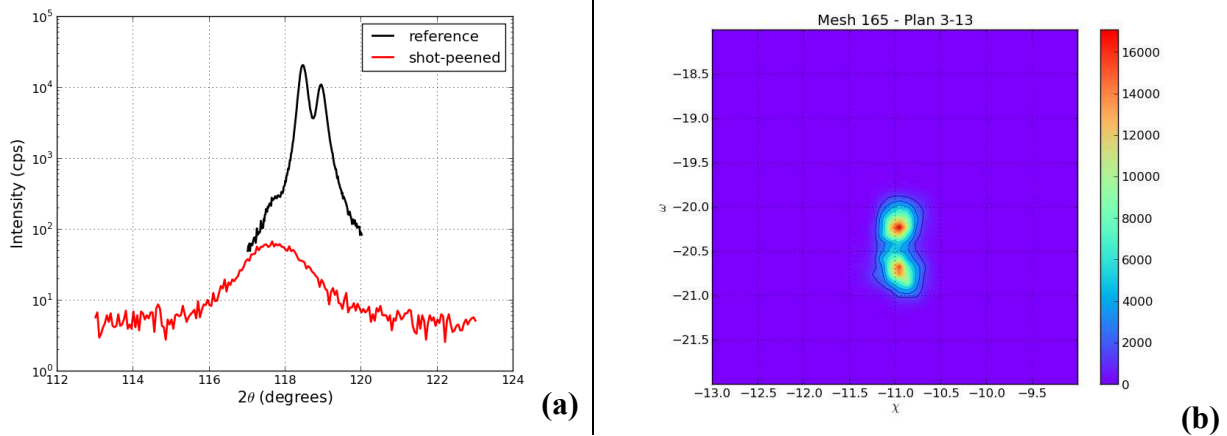 10^5
10^4
10^3
10^2
10^1
10^0
Intensity (cps)
reference
shot-peened
112 114 116 118 120 122 124
2θ (degrees)
(a)
Mesh 165 - Plan 3-13
−18.5
−19.0
−19.5
−20.0
−20.5
−21.0
−21.5
ω
−13.0 −12.5 −12.0 −11.5 −11.0 −10.5 −10.0 −9.5
χ
16000
14000
12000
10000
8000
6000
4000
2000
0
(b)